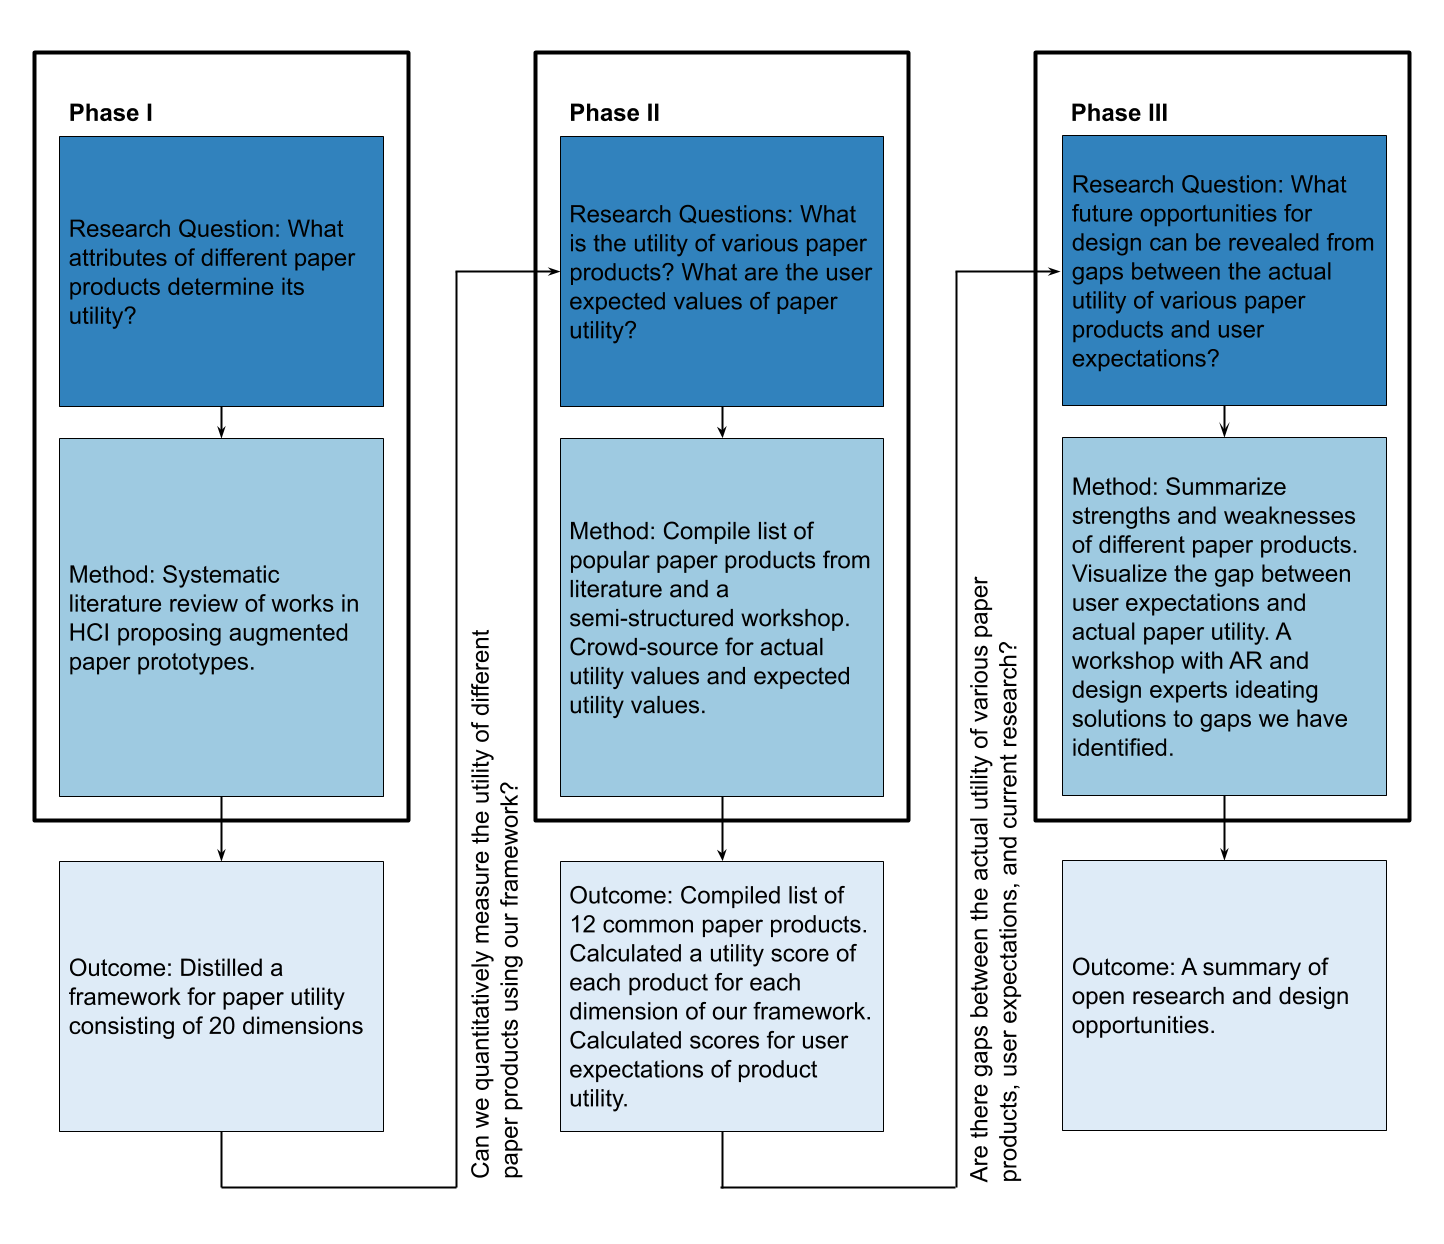 Phase I
Research Question: What
attributes of different paper
products determine its
utility?
Method: Systematic
literature review of works in
HCI proposing augmented
paper prototypes.
Outcome: Distilled a
framework for paper utility
consisting of 20 dimensions
Can we quantitatively measure the utility of different
paper products using our framework?
Phase II
Research Questions: What
is the utility of various paper
products? What are the user
expected values of paper
utility?
Method: Compile list of
popular paper products from
literature and a
semi-structured workshop.
Crowd-source for actual
utility values and expected
utility values.
Outcome: Compiled list of
12 common paper products.
Calculated a utility score of
each product for each
dimension of our framework.
Calculated scores for user
expectations of product
utility.
Are there gaps between the actual utility of various paper
products, user expectations, and current research?
Phase III
Research Question: What
future opportunities for
design can be revealed from
gaps between the actual
utility of various paper
products and user
expectations?
Method: Summarize
strengths and weaknesses
of different paper products.
Visualize the gap between
user expectations and
actual paper utility. A
workshop with AR and
design experts ideating
solutions to gaps we have
identified.
Outcome: A summary of
open research and design
opportunities.